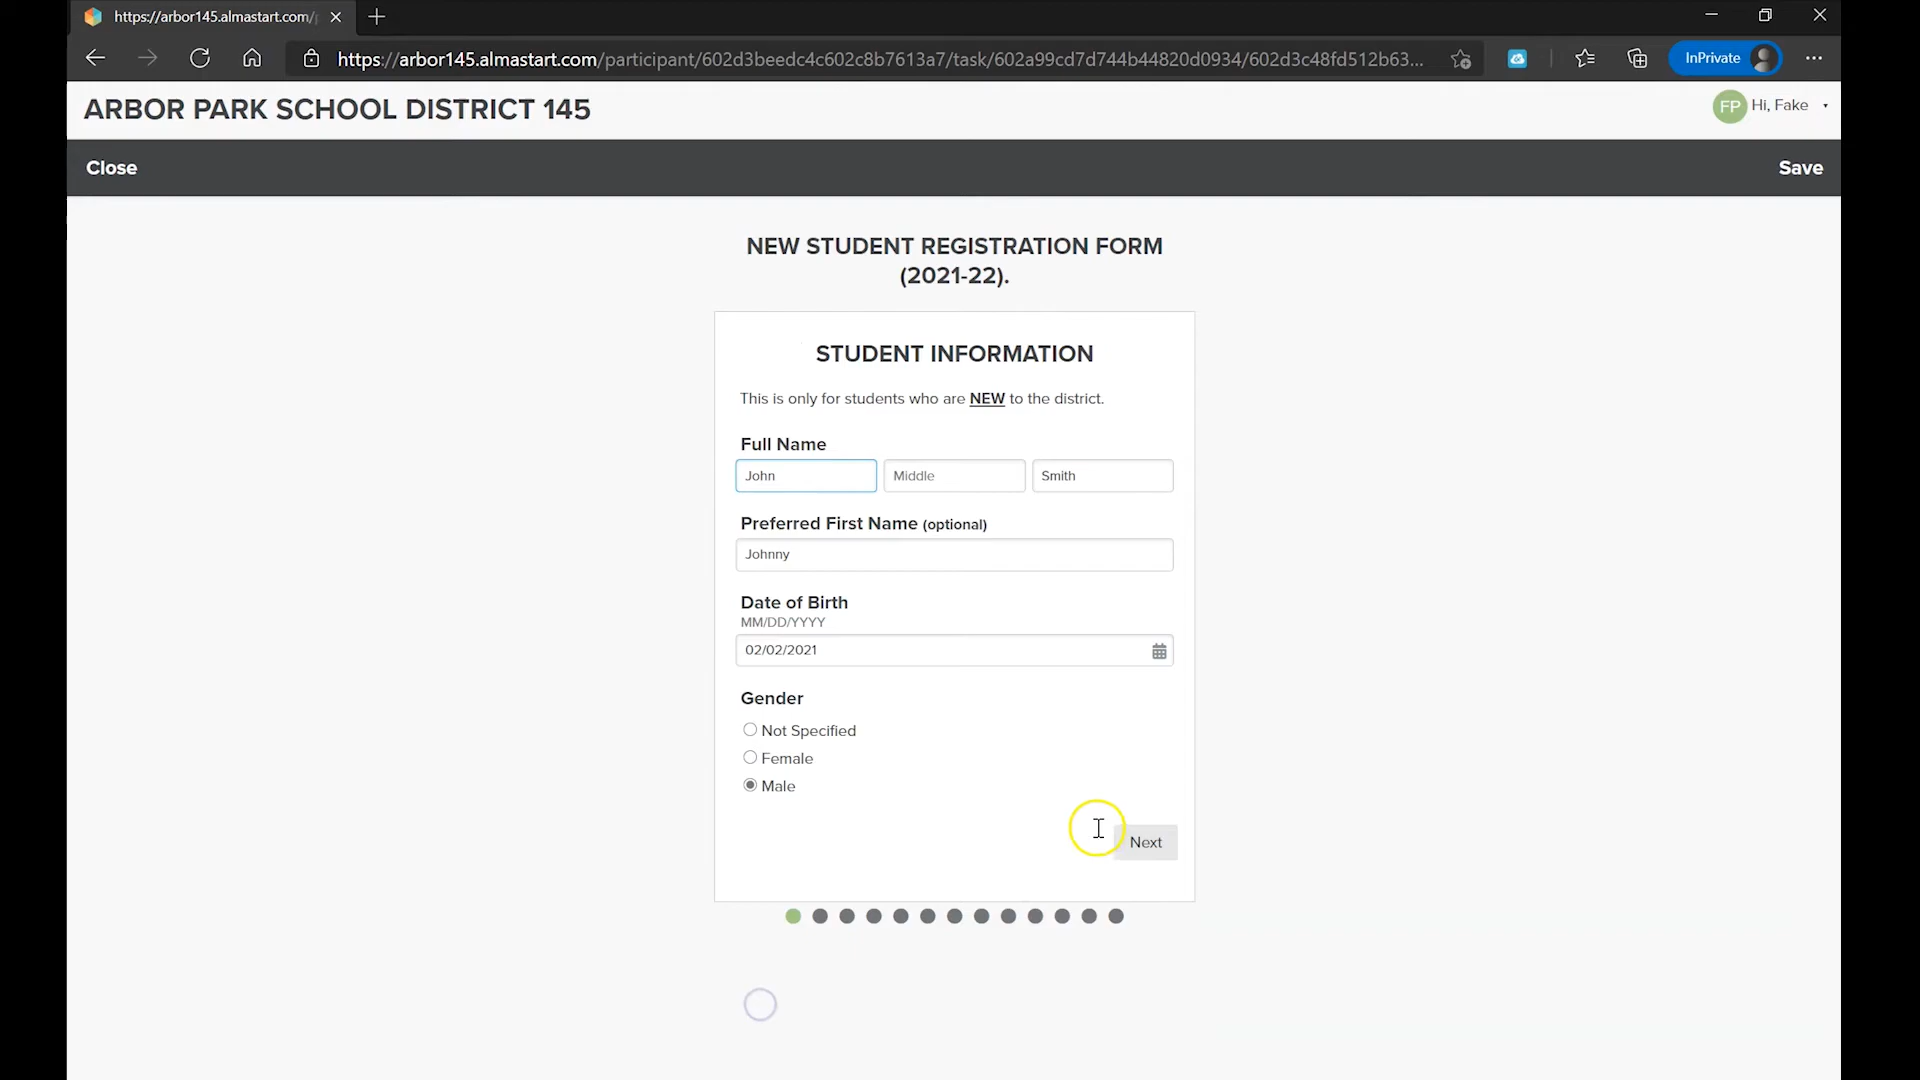 https://arbor145.almastart.com/
https://arbor145.almastart.com/participant/602d3beedc4c602c8b7613a7/task/602a99cd7d744b44820d0934/602d3c48fd512b63...
InPrivate
ARBOR PARK SCHOOL DISTRICT 145
FP Hi, Fake
Close
Save
NEW STUDENT REGISTRATION FORM
(2021-22).
STUDENT INFORMATION
This is only for students who are NEW to the district.
Full Name
John Middle Smith
Preferred First Name (optional)
Johnny
Date of Birth
MM/DD/YYYY
02/02/2021
Gender
Not Specified
Female
Male
Next